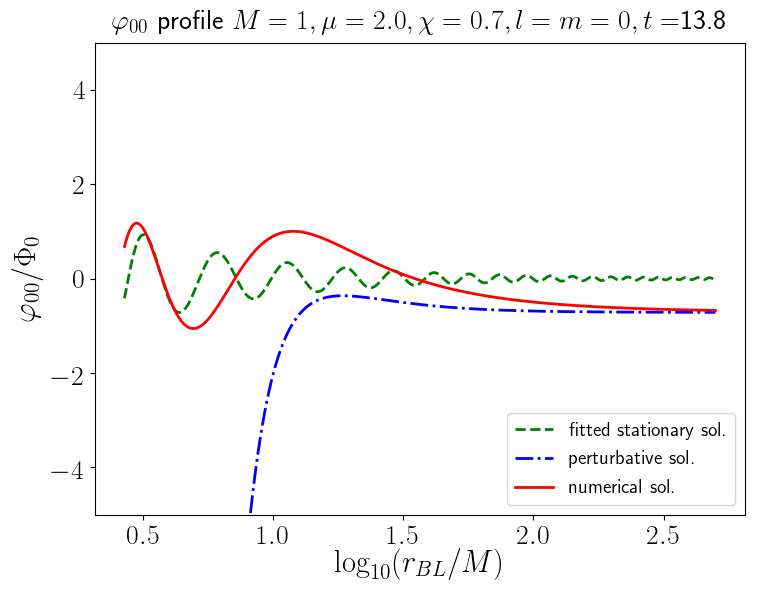 φ₀₀ profile M = 1, μ = 2.0, χ = 0.7, l = m = 0, t =13.8
φ₀₀/Φ₀
4
2
0
−2
−4
fitted stationary sol.
perturbative sol.
numerical sol.
0.5 1.0 1.5 2.0 2.5
log₁₀(r_BL/M)